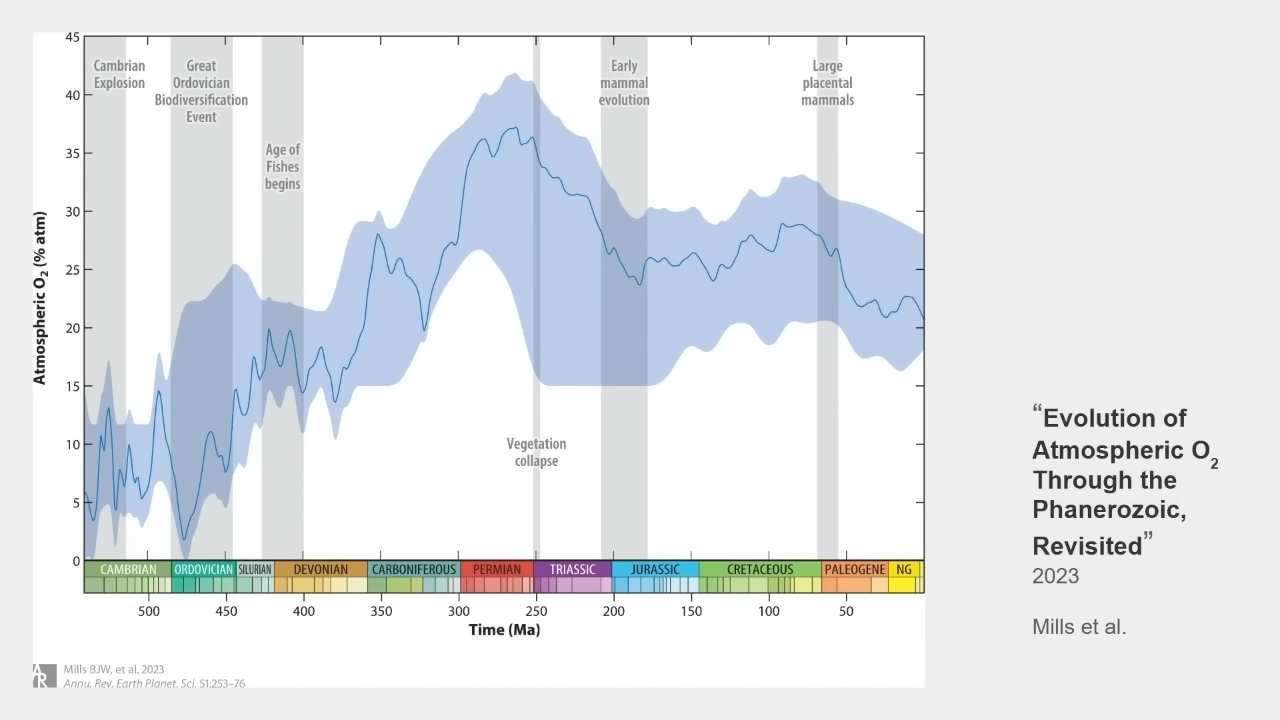 45
40
35
30
25
20
15
10
5
0
Atmospheric O2 (% atm)
Cambrian
Explosion
Great
Ordovician
Biodiversification
Event
Age of
Fishes
begins
Vegetation
collapse
Early
mammal
evolution
Large
placental
mammals
CAMBRIAN ORDOVICIAN SILURIAN DEVONIAN CARBONIFEROUS PERMIAN TRIASSIC JURASSIC CRETACEOUS PALEOGENE NG
500 450 400 350 300 250 200 150 100 50
Time (Ma)
AR
Mills BJW, et al. 2023
Annu. Rev. Earth Planet. Sci. 51:253–76
“Evolution of
Atmospheric O2
Through the
Phanerozoic,
Revisited”
2023
Mills et al.